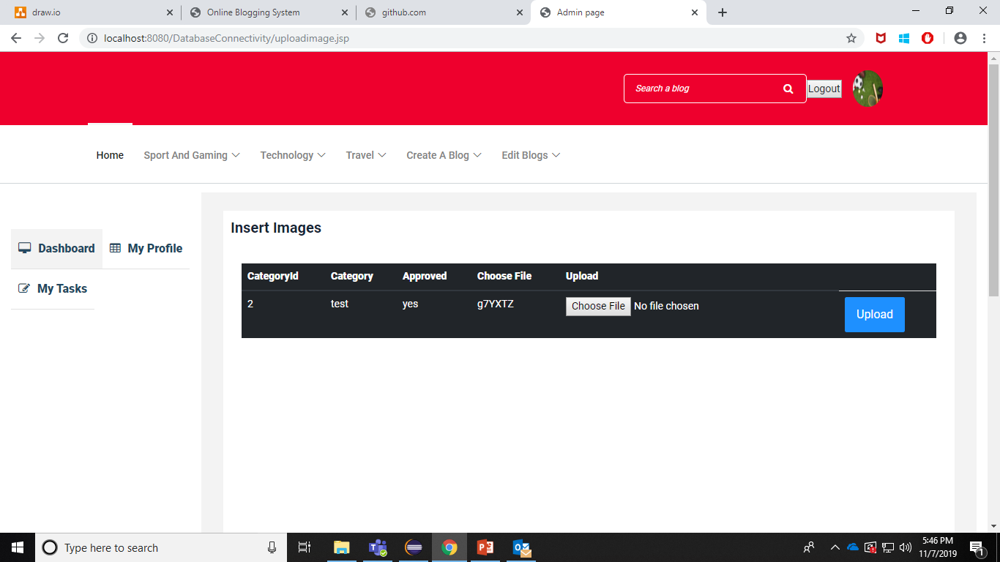 draw.io
Online Blogging System
github.com
Admin page
localhost:8080/DatabaseConnectivity/uploadimage.jsp
Search a blog
Logout
Home
Sport And Gaming
Technology
Travel
Create A Blog
Edit Blogs
Dashboard
My Profile
My Tasks
Insert Images
CategoryId Category Approved Choose File Upload
2 test yes g7YXTZ Choose File No file chosen Upload
Type here to search
5:46 PM
11/7/2019
1